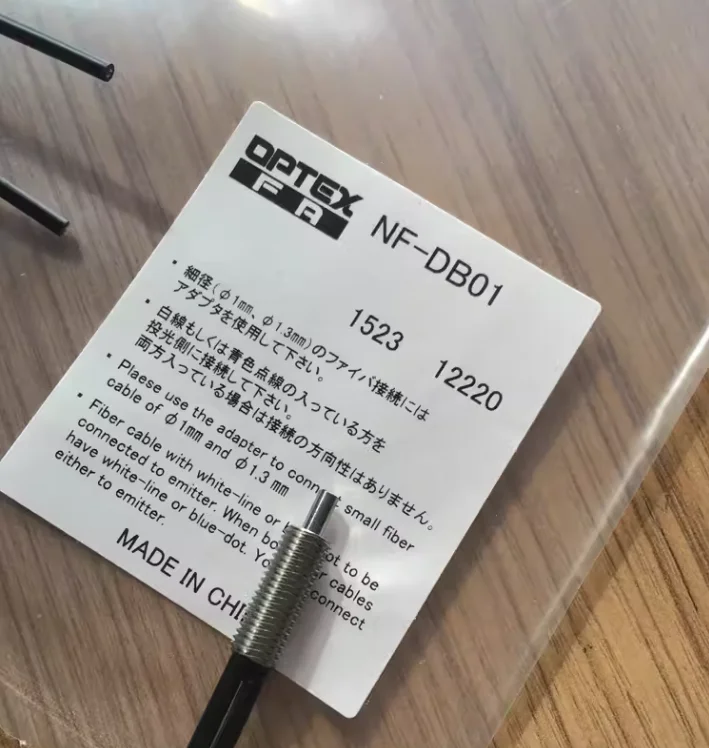 OPTEX
FA
NF-DB01
1523 12220
・細径(φ1mm、φ1.3mm)のファイバ接続には
アダプタを使用して下さい。
・白線もしくは青色点線の入っている方を
投光側に接続して下さい。
両方入っている場合は接続の方向性はありません。
・Plaese use the adapter to small fiber
cable of φ1mm and φ1.3 mm
・Fiber cable with white-line or to be
connected to emitter. When cables
have white-line or blue-dot. connect
either to emitter.
MADE IN